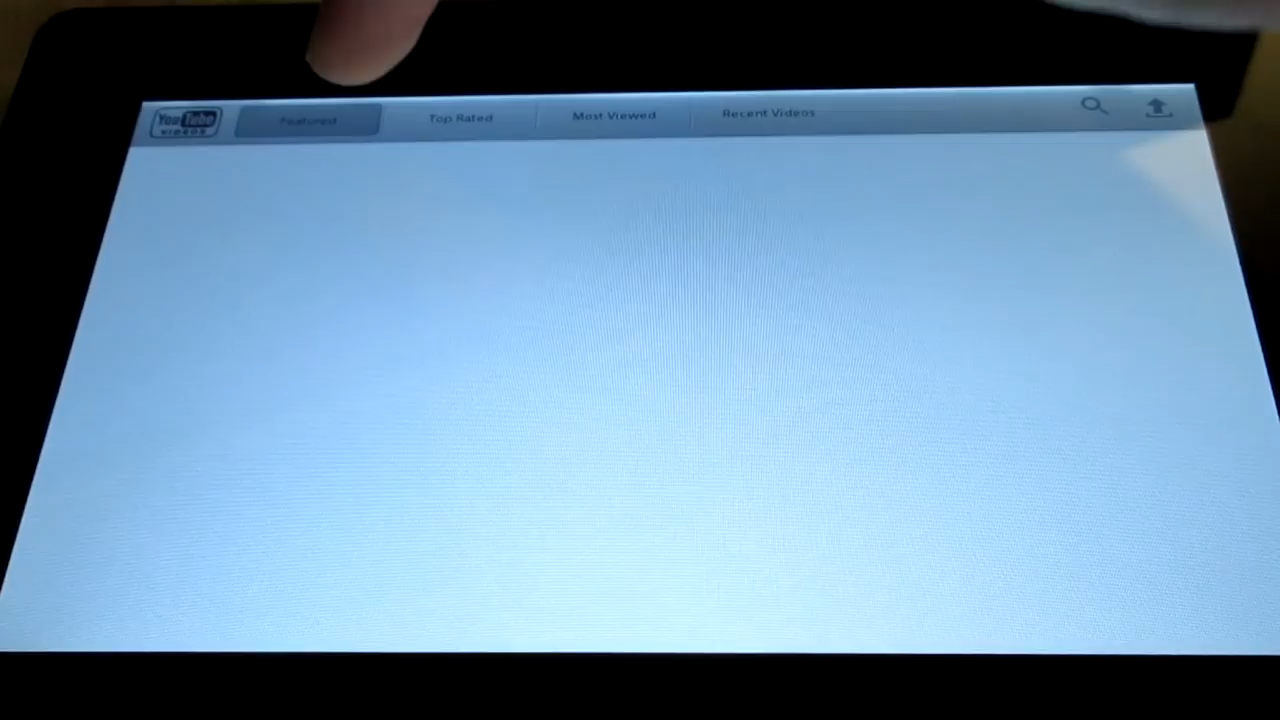 YouTube
VIDEOS
Featured
Top Rated
Most Viewed
Recent Videos